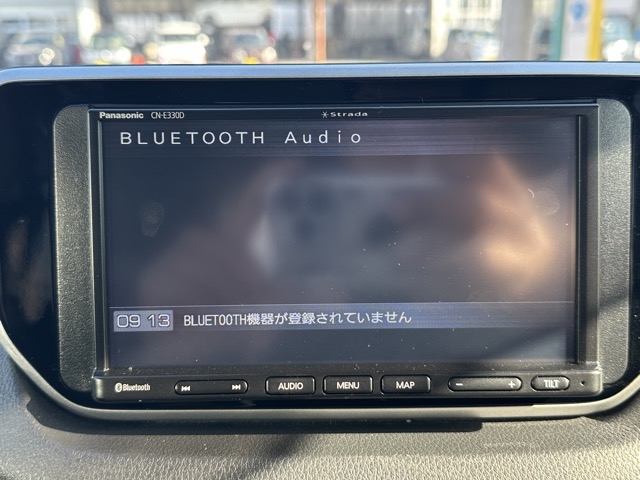 Panasonic CN-E330D Strada
BLUETOOTH Audio
09 13 BLUETOOTH機器が登録されていません
Bluetooth AUDIO MENU MAP − + TILT